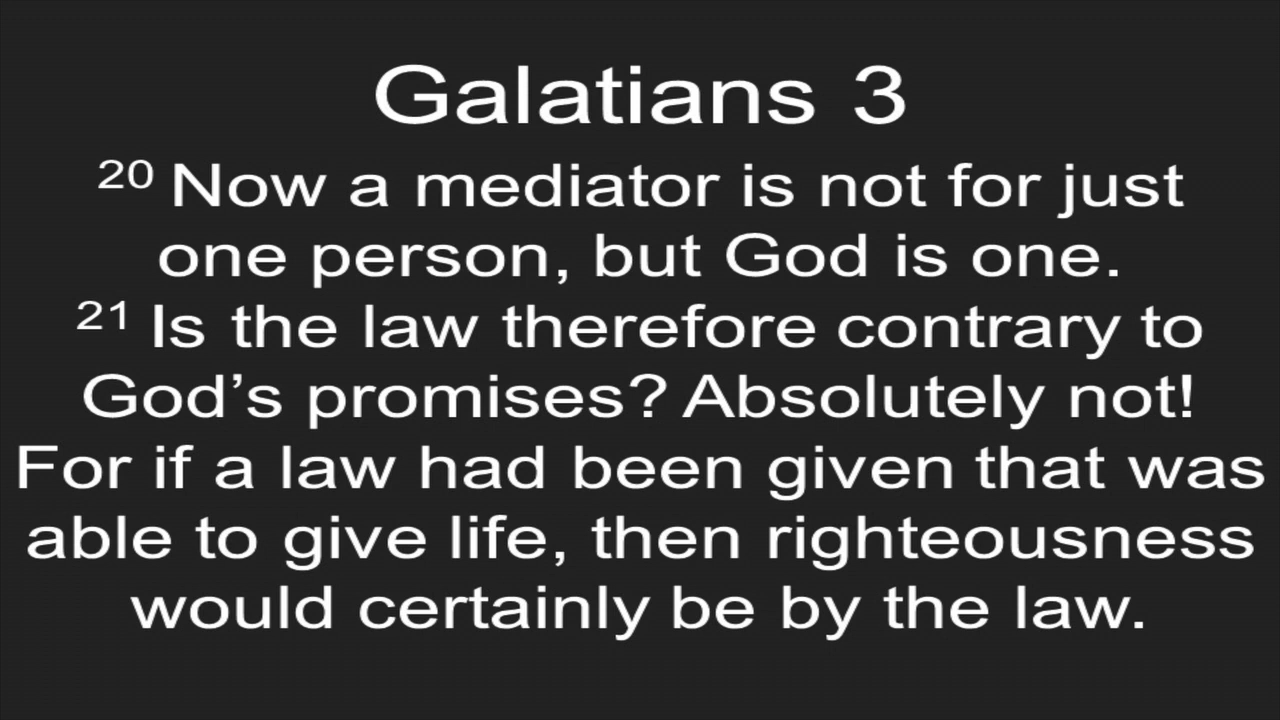 Galatians 3
20 Now a mediator is not for just
one person, but God is one.
21 Is the law therefore contrary to
God’s promises? Absolutely not!
For if a law had been given that was
able to give life, then righteousness
would certainly be by the law.